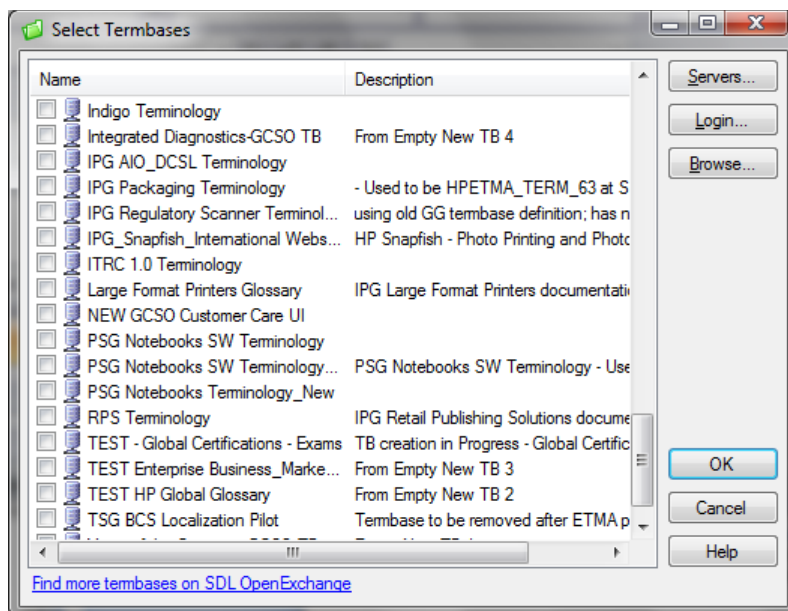 Select Termbases
Name Description
Indigo Terminology
Integrated Diagnostics-GCSO TB From Empty New TB 4
IPG AIO_DCSL Terminology
IPG Packaging Terminology - Used to be HPETMA_TERM_63 at S
IPG Regulatory Scanner Terminol... using old GG termbase definition; has n
IPG_Snapfish_International Webs... HP Snapfish - Photo Printing and Photo
ITRC 1.0 Terminology
Large Format Printers Glossary IPG Large Format Printers documentati
NEW GCSO Customer Care UI
PSG Notebooks SW Terminology
PSG Notebooks SW Terminology... PSG Notebooks SW Terminology - Use
PSG Notebooks Terminology_New
RPS Terminology IPG Retail Publishing Solutions docume
TEST - Global Certifications - Exams TB creation in Progress - Global Certific
TEST Enterprise Business_Marke... From Empty New TB 3
TEST HP Global Glossary From Empty New TB 2
TSG BCS Localization Pilot Termbase to be removed after ETMA p
Servers...
Login...
Browse...
OK
Cancel
Help
Find more termbases on SDL OpenExchange